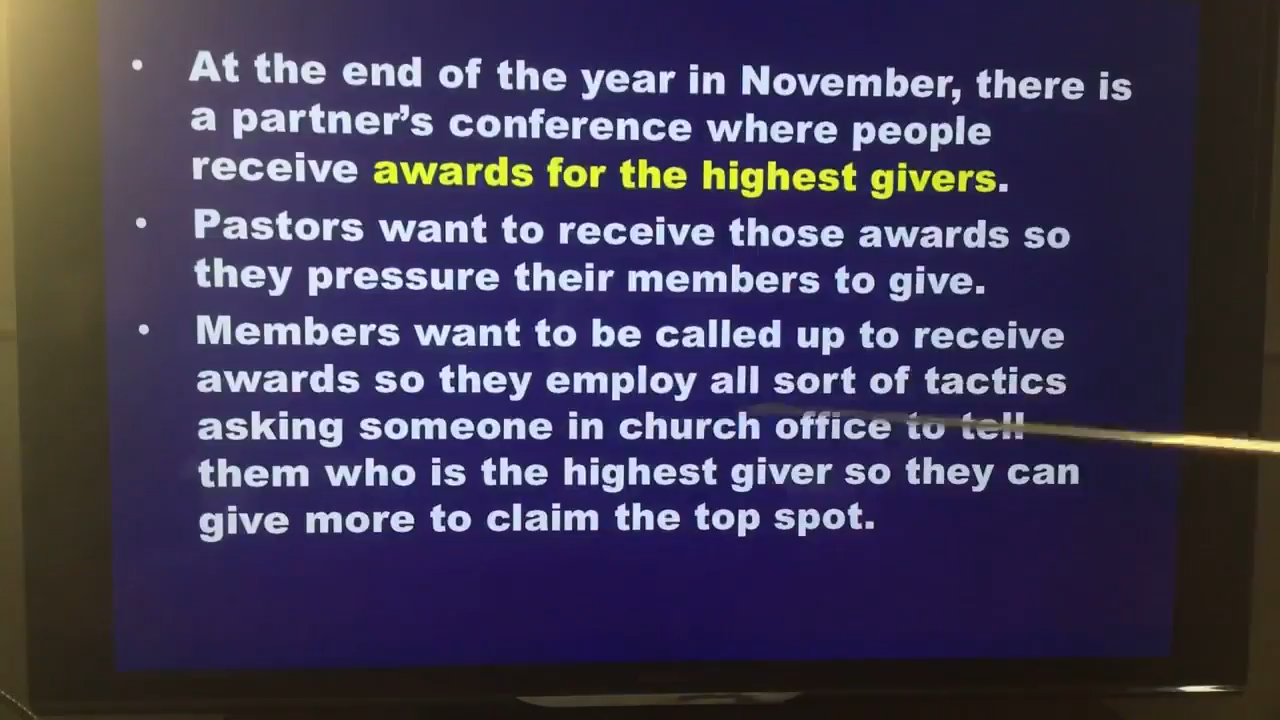 • At the end of the year in November, there is
a partner’s conference where people
receive awards for the highest givers.
• Pastors want to receive those awards so
they pressure their members to give.
• Members want to be called up to receive
awards so they employ all sort of tactics
asking someone in church office to tell
them who is the highest giver so they can
give more to claim the top spot.